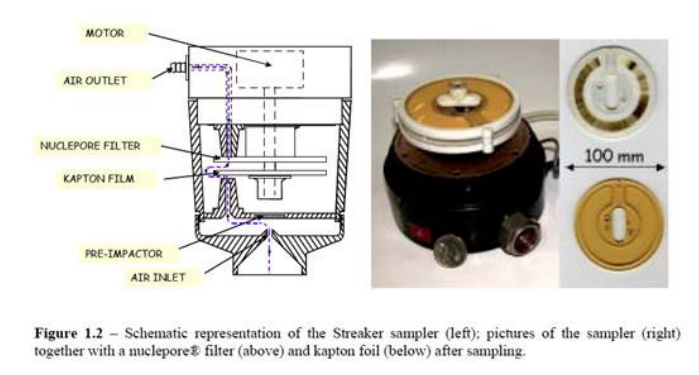 MOTOR
AIR OUTLET
NUCLEPORE FILTER
KAPTON FILM
PRE-IMPACTOR
AIR INLET
100 mm
Figure 1.2 – Schematic representation of the Streaker sampler (left); pictures of the sampler (right)
together with a nuclepore® filter (above) and kapton foil (below) after sampling.